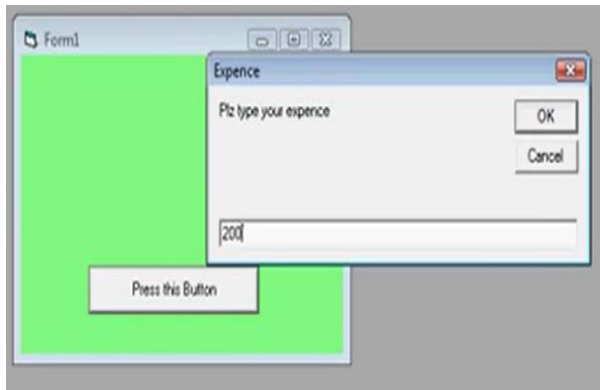 Form1
Expence
Plz type your expence
OK
Cancel
200
Press this Button